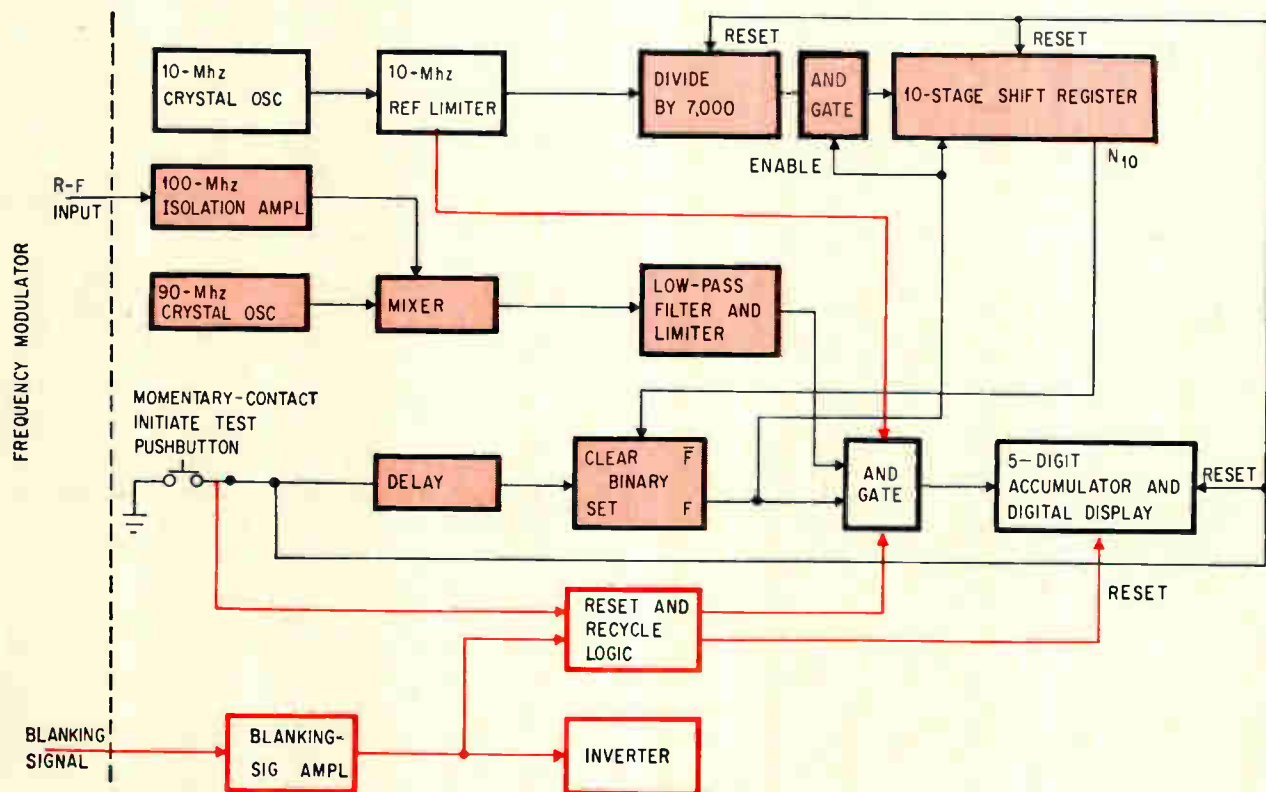 RESET
RESET
10-Mhz
CRYSTAL OSC
10-Mhz
REF LIMITER
DIVIDE
BY 7,000
AND
GATE
10-STAGE SHIFT REGISTER
ENABLE
N10
R-F
INPUT
100-Mhz
ISOLATION AMPL
90-Mhz
CRYSTAL OSC
MIXER
LOW-PASS
FILTER AND
LIMITER
FREQUENCY MODULATOR
MOMENTARY-CONTACT
INITIATE TEST
PUSHBUTTON
DELAY
CLEAR F̅
BINARY
SET F
AND
GATE
5-DIGIT
ACCUMULATOR AND
DIGITAL DISPLAY
RESET
RESET AND
RECYCLE
LOGIC
RESET
BLANKING
SIGNAL
BLANKING-
SIG AMPL
INVERTER